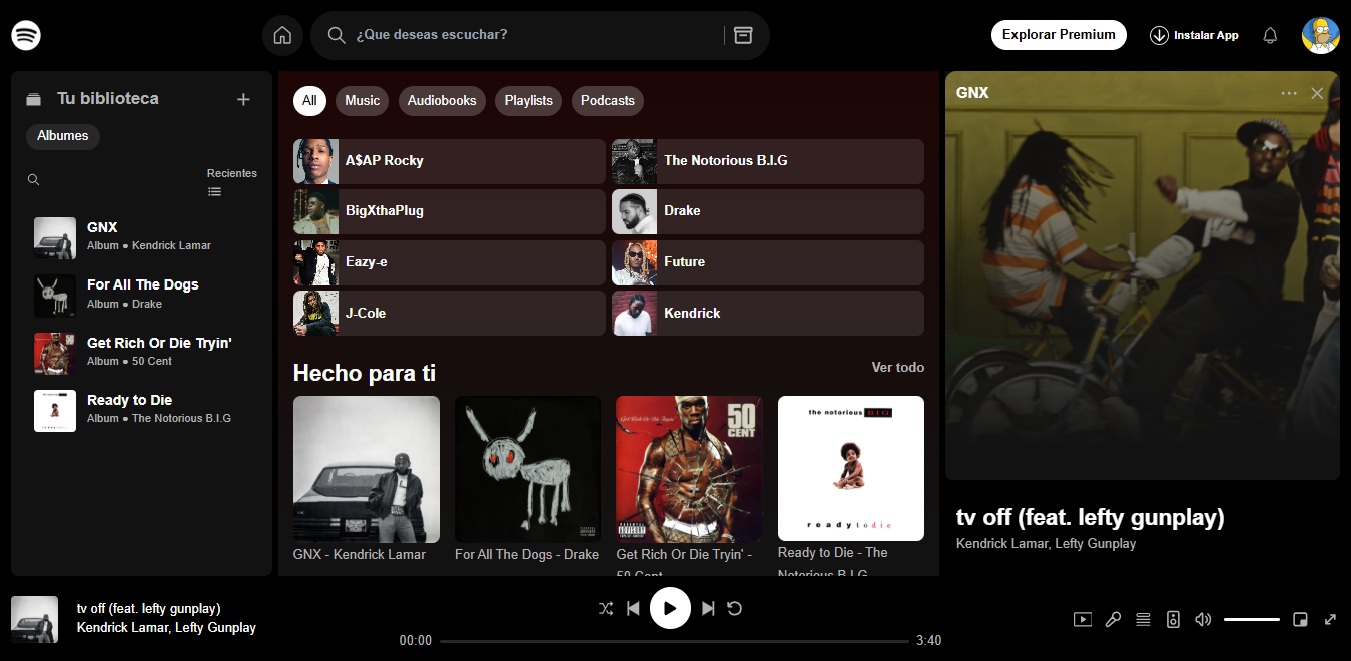 ¿Que deseas escuchar?
Explorar Premium
Instalar App
Tu biblioteca
Albumes
Recientes
GNX
Album ● Kendrick Lamar
For All The Dogs
Album ● Drake
Get Rich Or Die Tryin'
Album ● 50 Cent
Ready to Die
Album ● The Notorious B.I.G
All Music Audiobooks Playlists Podcasts
A$AP Rocky
The Notorious B.I.G
BigXthaPlug
Drake
Eazy-e
Future
J-Cole
Kendrick
Hecho para ti
Ver todo
50
CENT
the notorious B I G
ready to die
GNX - Kendrick Lamar
For All The Dogs - Drake
Get Rich Or Die Tryin' -
50 Cent
Ready to Die - The
Notorious B.I.G
GNX
tv off (feat. lefty gunplay)
Kendrick Lamar, Lefty Gunplay
tv off (feat. lefty gunplay)
Kendrick Lamar, Lefty Gunplay
00:00
3:40